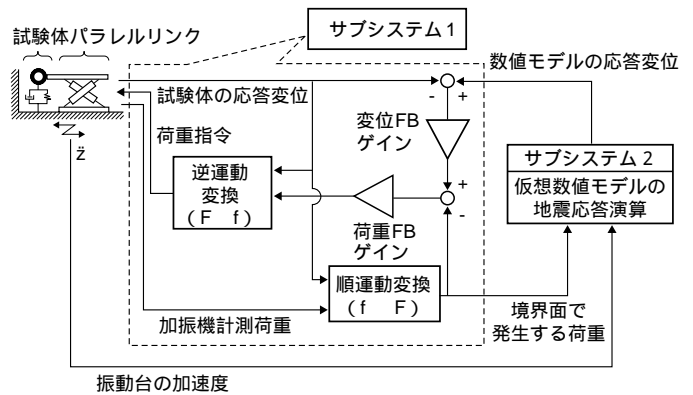 サブシステム1
試験体パラレルリンク
数値モデルの応答変位
試験体の応答変位
- +
変位FB
ゲイン
荷重指令
z̈
サブシステム2
仮想数値モデルの
地震応答演算
逆運動
変換
(F f)
+
-
荷重FB
ゲイン
順運動変換
(f F)
加振機計測荷重
境界面で
発生する荷重
振動台の加速度